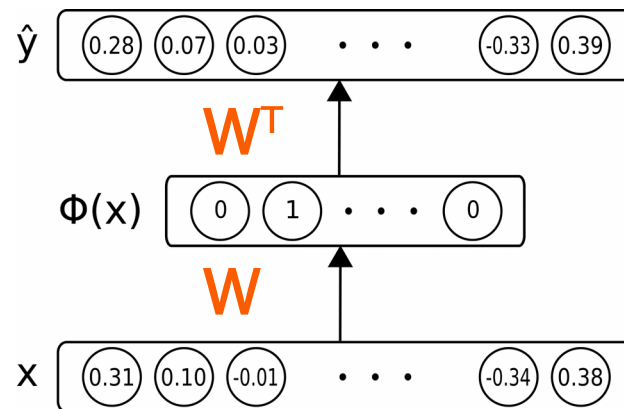 ŷ 0.28 0.07 0.03 · · · -0.33 0.39
Wᵀ
Φ(x) 0 1 · · · 0
W
x 0.31 0.10 -0.01 · · · -0.34 0.38